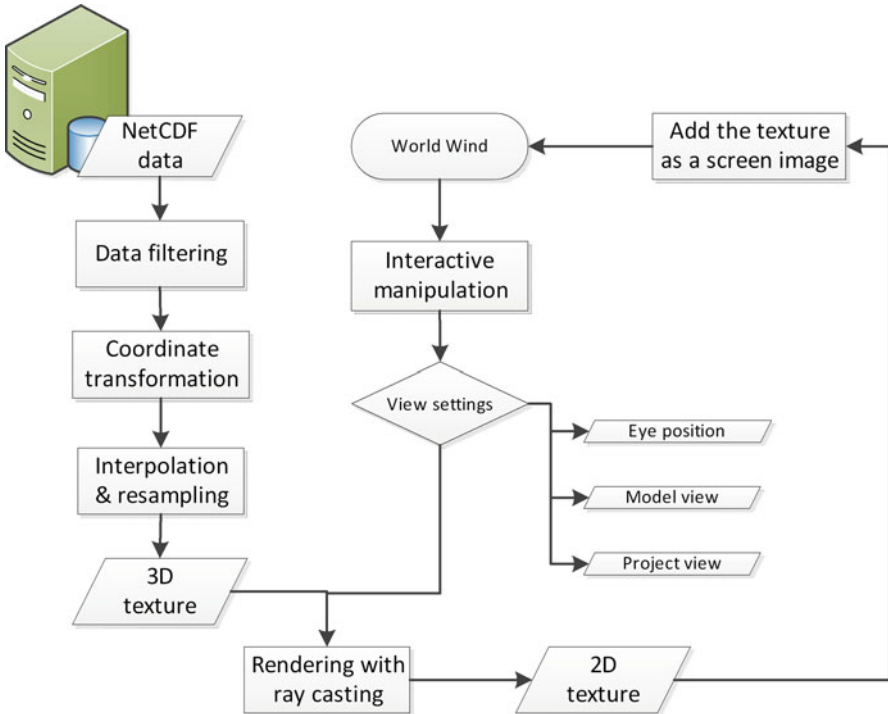 NetCDF
data
Data filtering
Coordinate
transformation
Interpolation
& resampling
3D
texture
World Wind
Interactive
manipulation
View settings
Eye position
Model view
Project view
Rendering with
ray casting
2D
texture
Add the texture
as a screen image